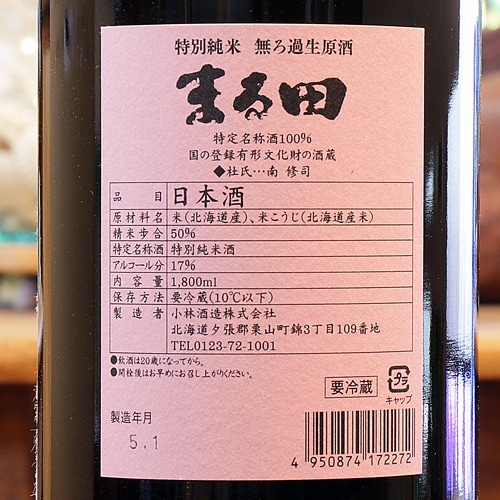 特別純米 無ろ過生原酒
まる田
特定名称酒100%
国の登録有形文化財の酒蔵
◆杜氏…南 修司
品目 日本酒
原材料名 米(北海道産)、米こうじ(北海道産米)
精米歩合 50%
特定名称酒 特別純米酒
アルコール分 17%
内容量 1,800ml
保存方法 要冷蔵(10℃以下)
製造者 小林酒造株式会社
北海道夕張郡栗山町錦3丁目109番地
TEL0123-72-1001
●飲酒は20歳になってから。
●開栓後はお早めにお召し上がりください。
要冷蔵
プラ
キャップ
製造年月
5.1
4 950874 172272